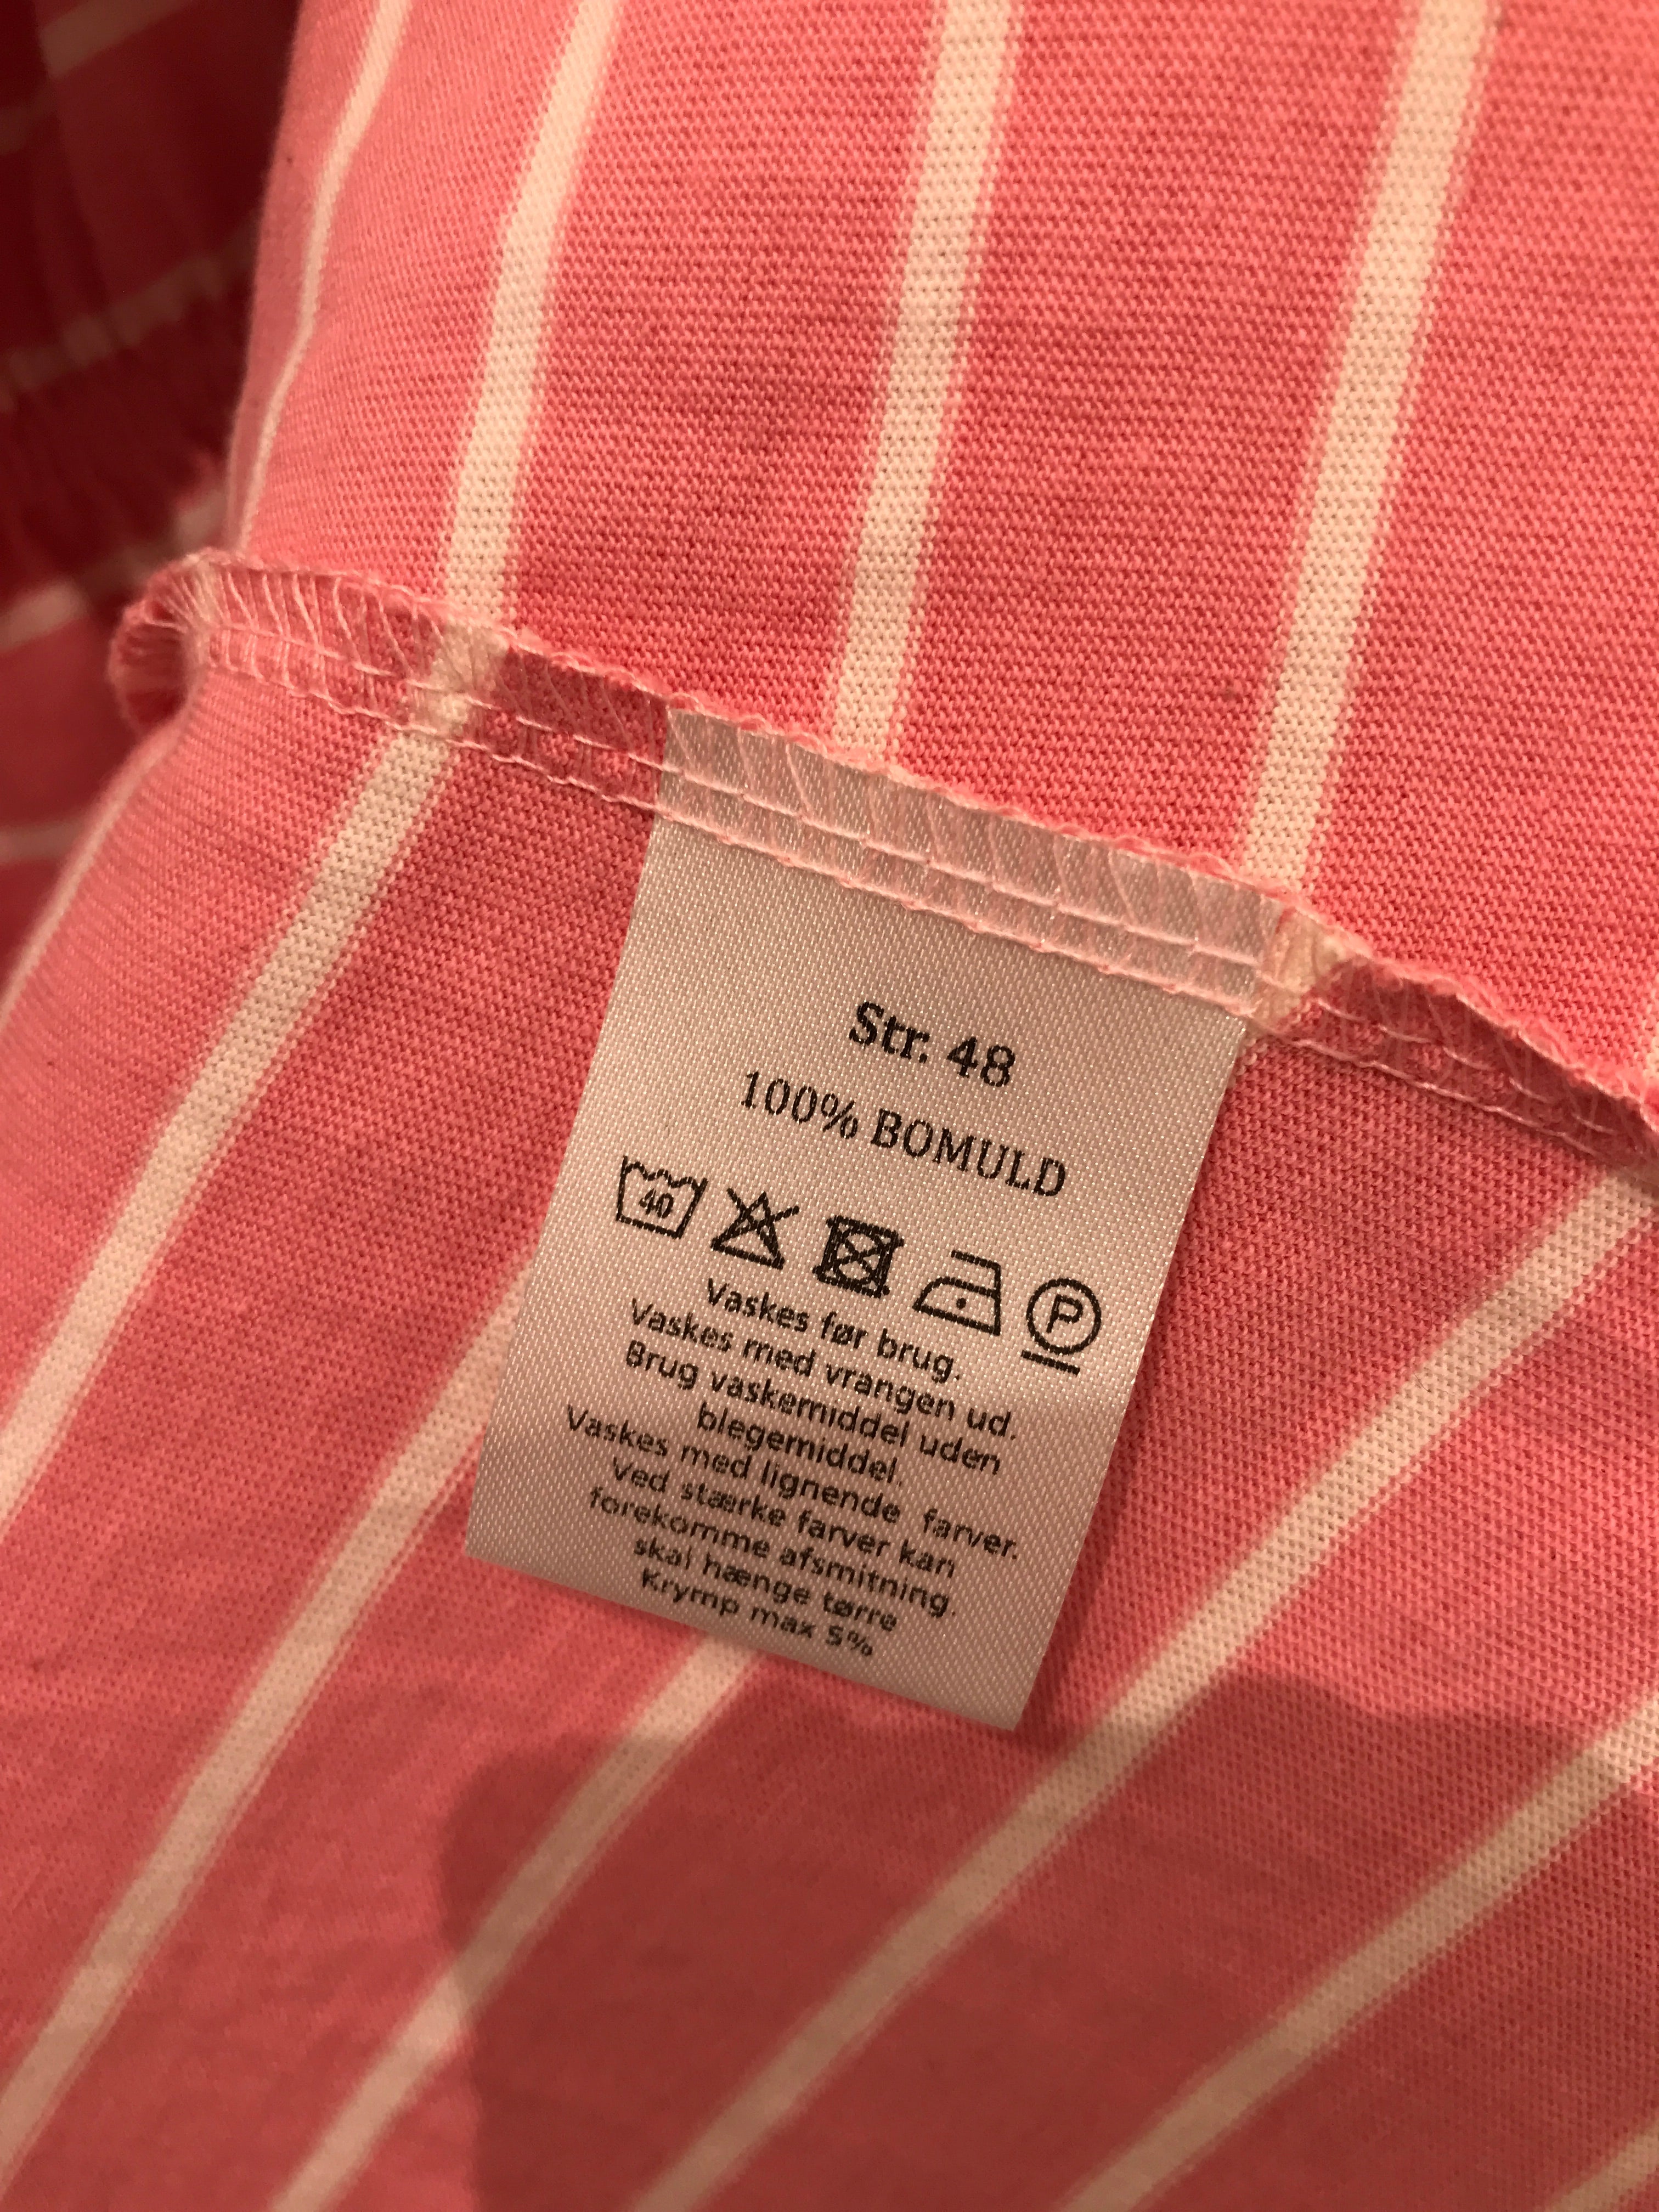 Str. 48
100% BOMULD
40
P
Vaskes før brug.
Vaskes med vrangen ud.
Brug vaskemiddel uden
blegemiddel.
Vaskes med lignende farver.
Ved stærke farver kan
forekomme afsmitning.
skal hænge tørre
Krymp max 5%